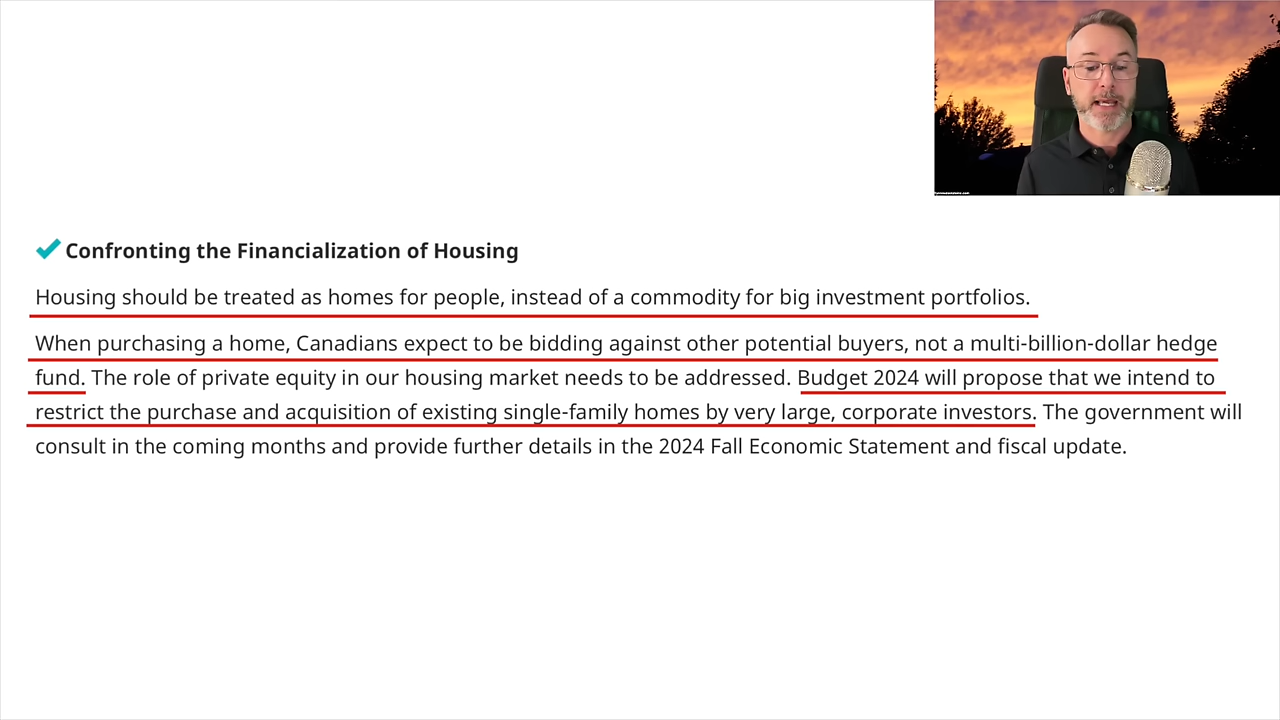 Confronting the Financialization of Housing
Housing should be treated as homes for people, instead of a commodity for big investment portfolios.
When purchasing a home, Canadians expect to be bidding against other potential buyers, not a multi-billion-dollar hedge
fund. The role of private equity in our housing market needs to be addressed. Budget 2024 will propose that we intend to
restrict the purchase and acquisition of existing single-family homes by very large, corporate investors. The government will
consult in the coming months and provide further details in the 2024 Fall Economic Statement and fiscal update.